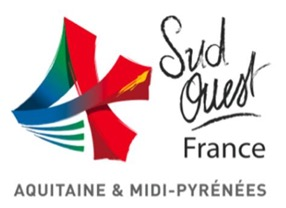 Sud
Ouest
France
AQUITAINE & MIDI-PYRÉNÉES